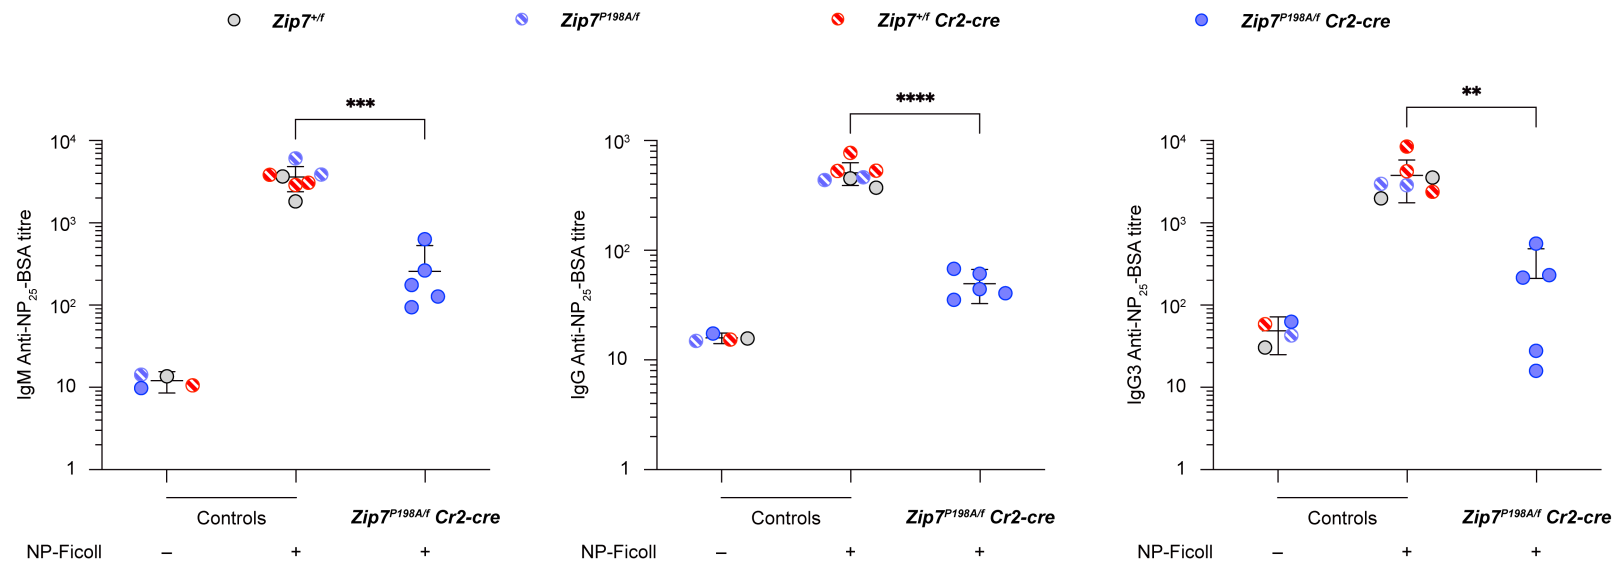 Zip7+/f Zip7P198A/f Zip7+/f Cr2-cre Zip7P198A/f Cr2-cre
***
IgM Anti-NP25-BSA titre
104
103
102
10
1
Controls Zip7P198A/f Cr2-cre
NP-Ficoll – + +
****
IgG Anti-NP25-BSA titre
103
102
10
1
Controls Zip7P198A/f Cr2-cre
NP-Ficoll – + +
**
IgG3 Anti-NP25-BSA titre
104
103
102
10
1
Controls Zip7P198A/f Cr2-cre
NP-Ficoll – + +